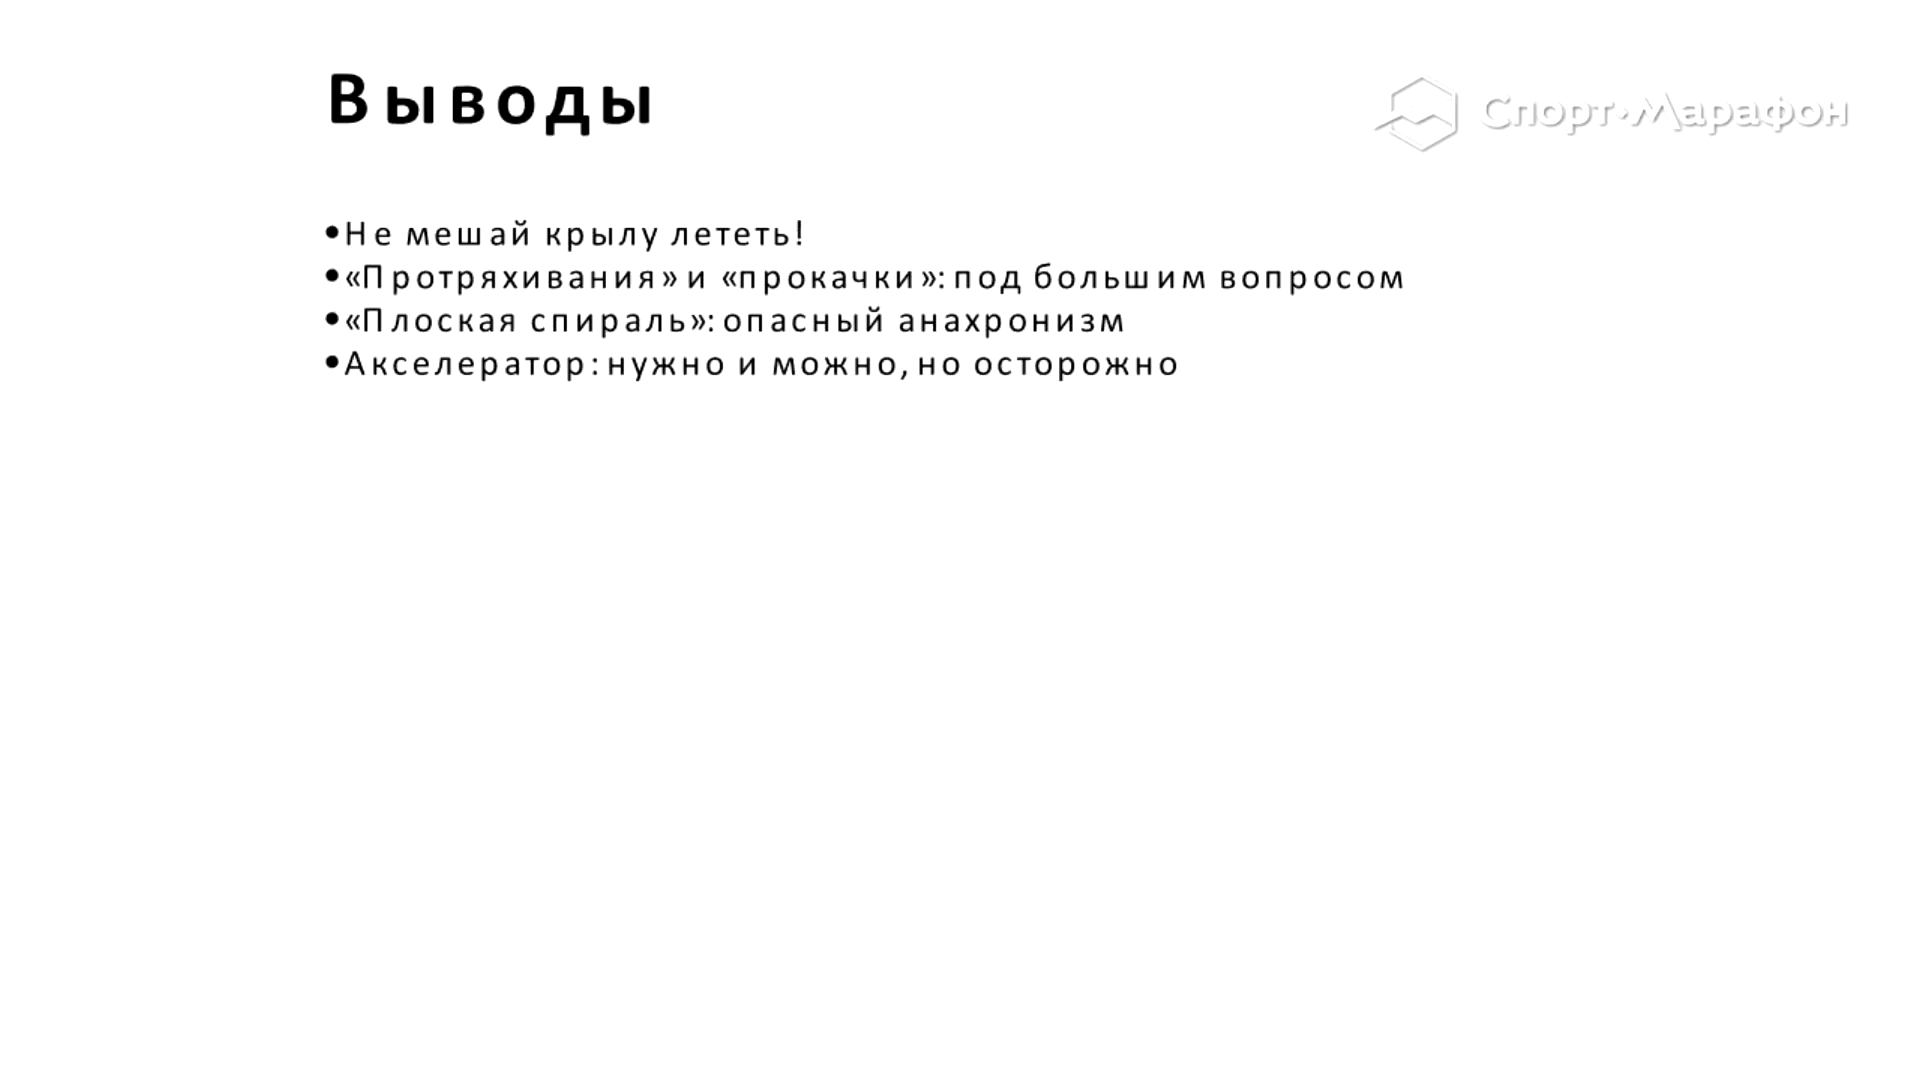 Выводы
Спорт•Марафон
•Не мешай крылу лететь!
•«Протряхивания» и «прокачки»: под большим вопросом
•«Плоская спираль»: опасный анахронизм
•Акселератор: нужно и можно, но осторожно